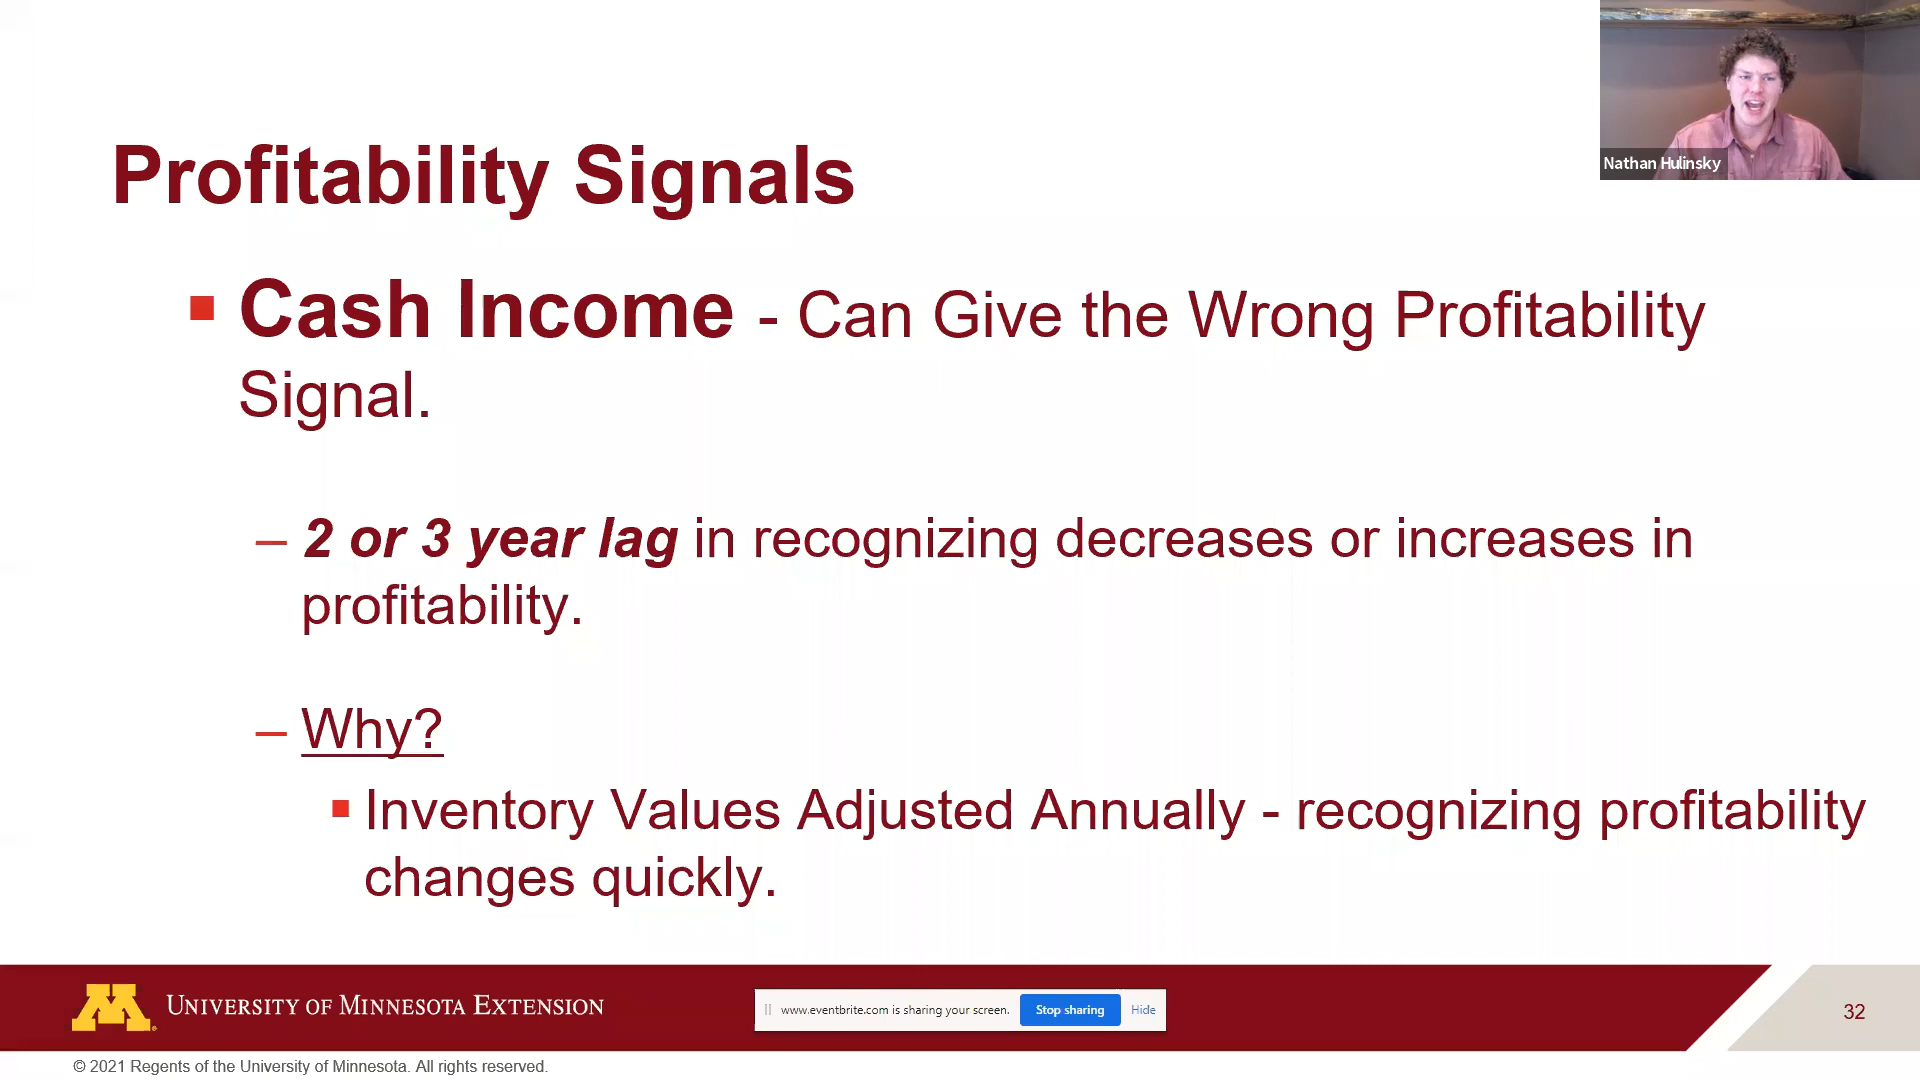 Nathan Hulinsky
Profitability Signals
Cash Income - Can Give the Wrong Profitability
Signal.
– 2 or 3 year lag in recognizing decreases or increases in
profitability.
– Why?
Inventory Values Adjusted Annually - recognizing profitability
changes quickly.
M
University of Minnesota Extension
www.eventbrite.com is sharing your screen. Stop sharing Hide
32
© 2021 Regents of the University of Minnesota. All rights reserved.